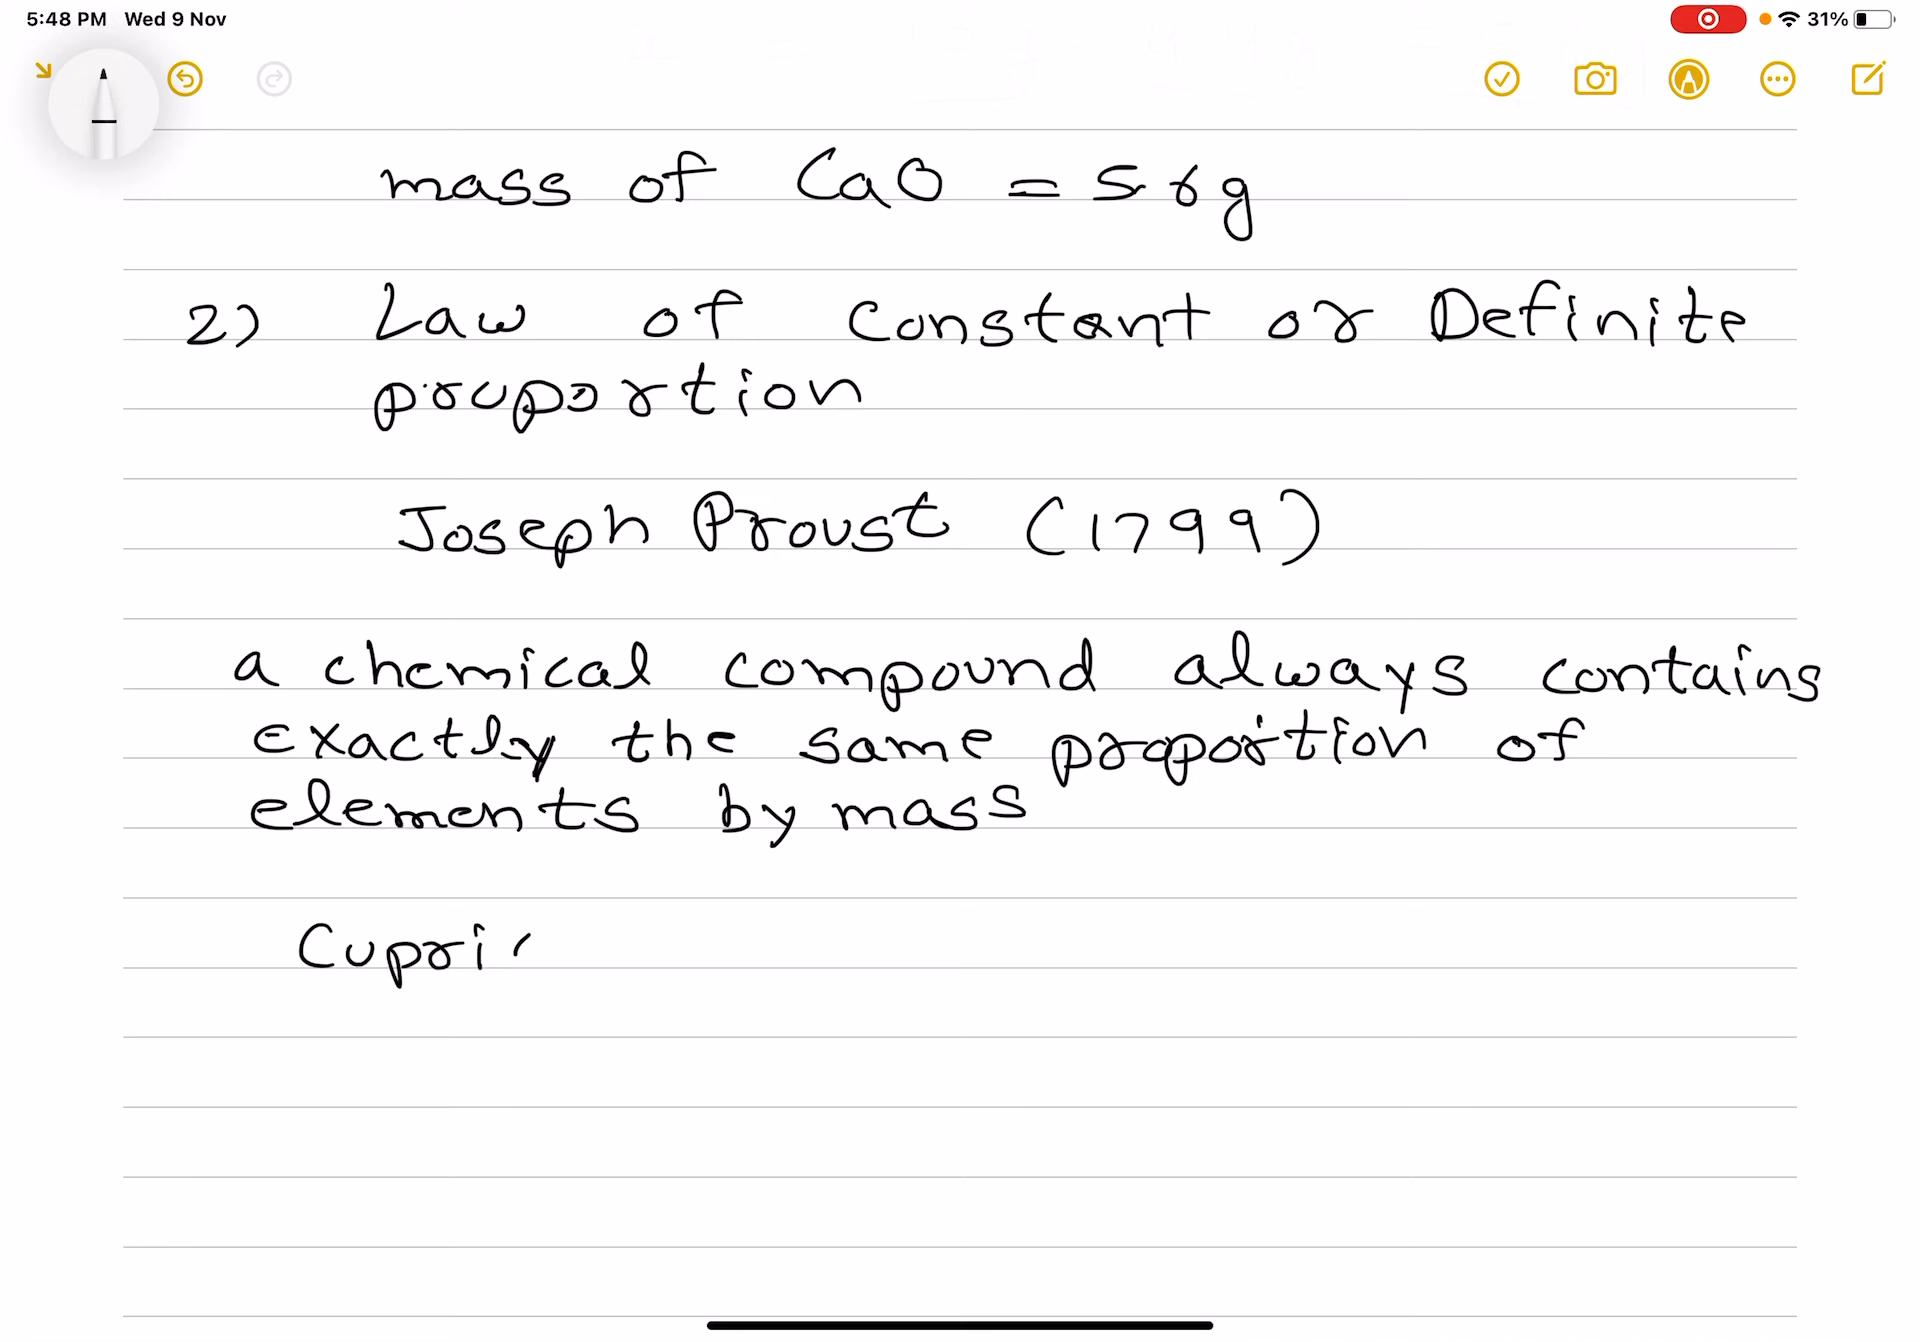 5:48 PM Wed 9 Nov 31%
mass of CaO = 56g
2) Law of constant or Definite
proportion
Joseph Proust (1799)
a chemical compound always contains
exactly the same proportion of
elements by mass
Cupri